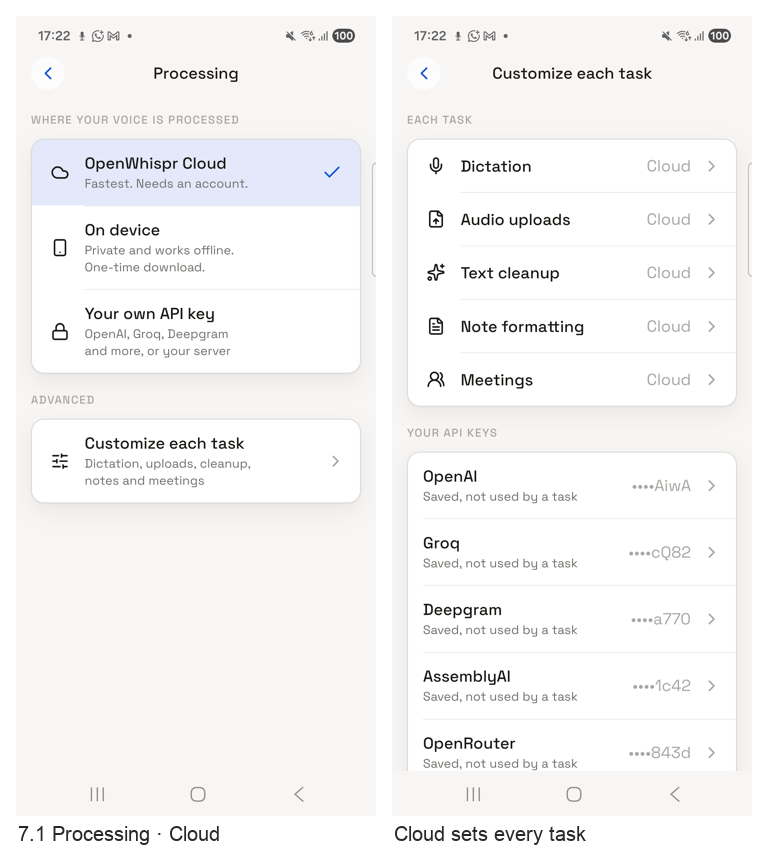 17:22
100
Processing
WHERE YOUR VOICE IS PROCESSED
OpenWhispr Cloud
Fastest. Needs an account.
On device
Private and works offline.
One-time download.
Your own API key
OpenAI, Groq, Deepgram
and more, or your server
ADVANCED
Customize each task
Dictation, uploads, cleanup,
notes and meetings
7.1 Processing · Cloud
17:22
100
Customize each task
EACH TASK
Dictation Cloud
Audio uploads Cloud
Text cleanup Cloud
Note formatting Cloud
Meetings Cloud
YOUR API KEYS
OpenAI ••••AiwA
Saved, not used by a task
Groq ••••cQ82
Saved, not used by a task
Deepgram ••••a770
Saved, not used by a task
AssemblyAI ••••1c42
Saved, not used by a task
OpenRouter ••••843d
Saved, not used by a task
Cloud sets every task